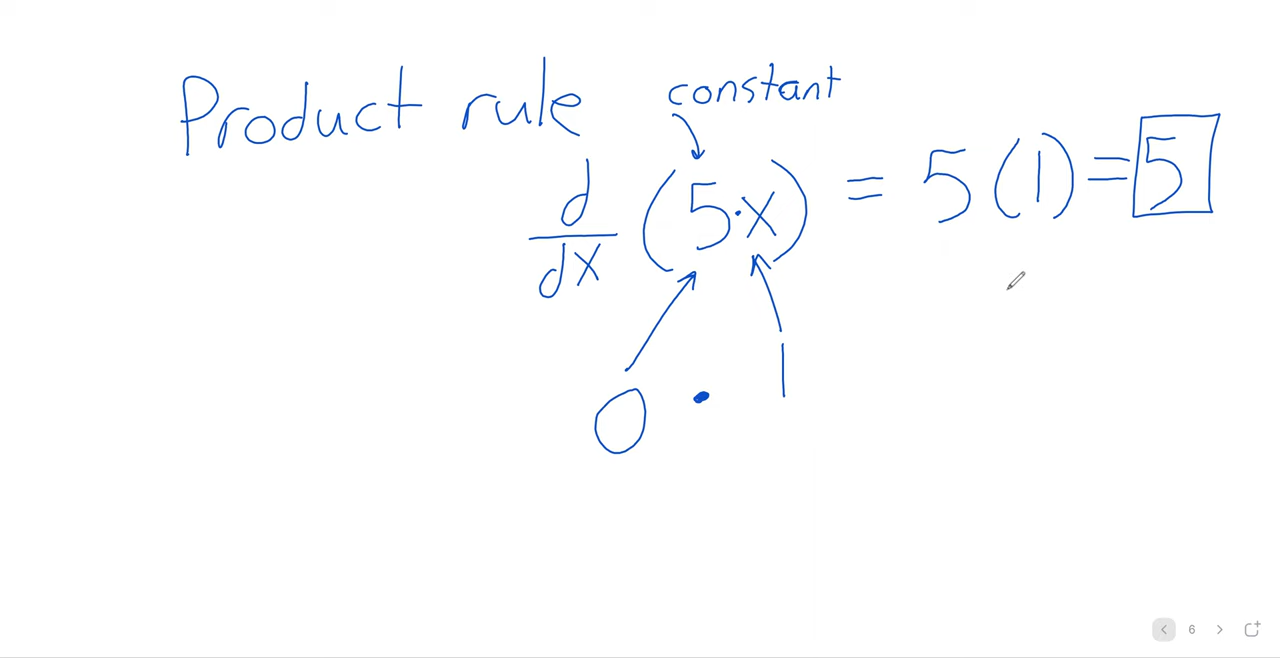 Product rule
constant
d/dx (5·x) = 5(1) = 5
0 · 1
6